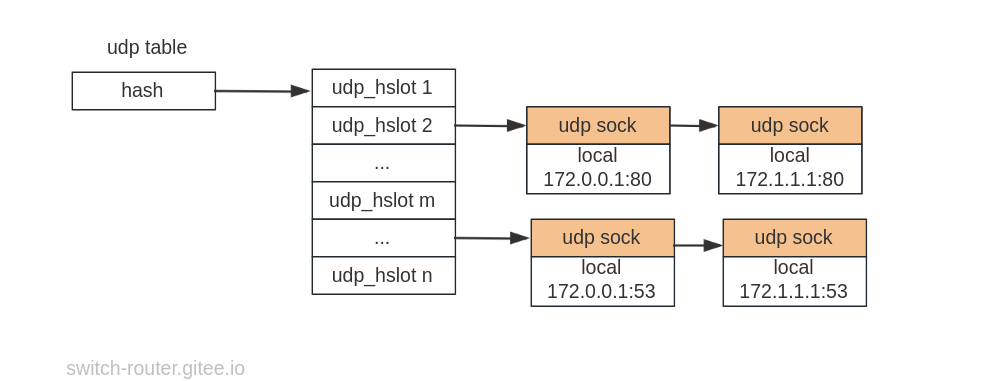 udp table
hash
udp_hslot 1
udp_hslot 2
...
udp_hslot m
...
udp_hslot n
udp sock
local
172.0.0.1:80
udp sock
local
172.1.1.1:80
udp sock
local
172.0.0.1:53
udp sock
local
172.1.1.1:53
switch-router.gitee.io